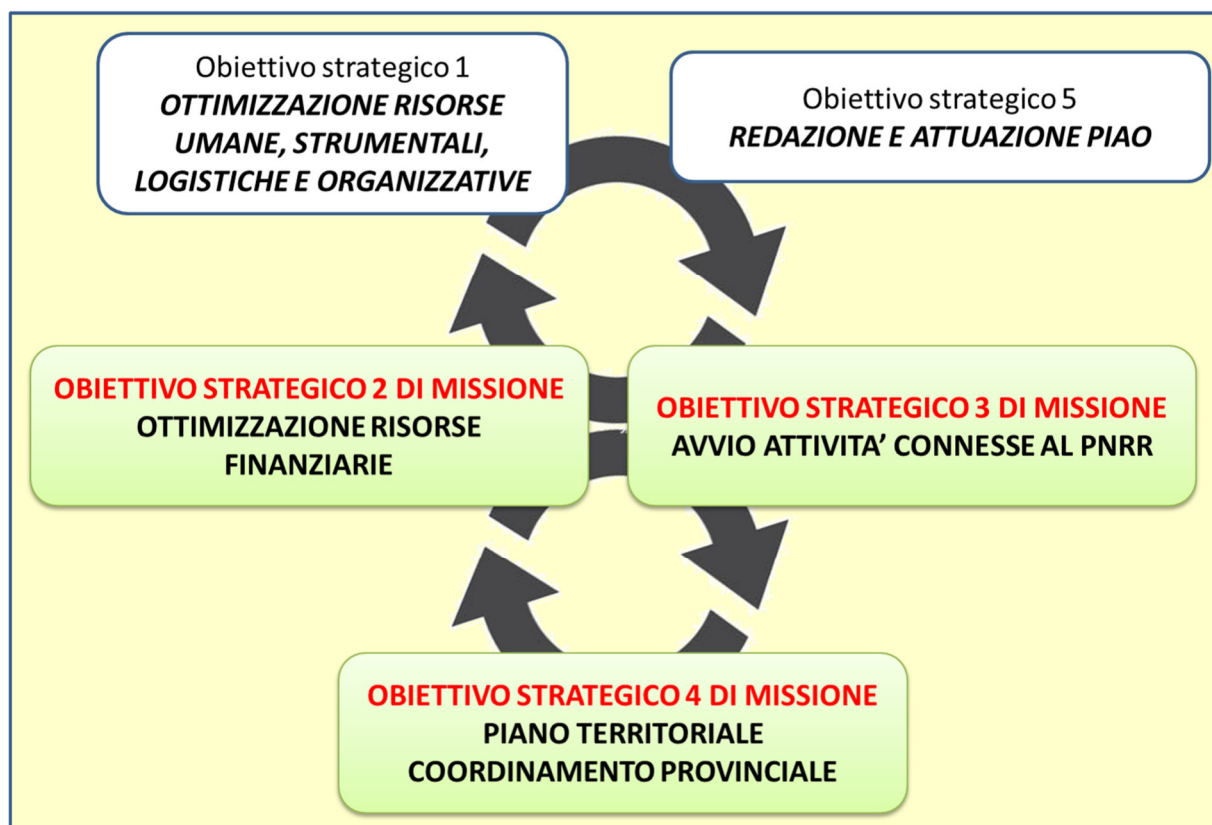 Obiettivo strategico 1
OTTIMIZZAZIONE RISORSE
UMANE, STRUMENTALI,
LOGISTICHE E ORGANIZZATIVE
Obiettivo strategico 5
REDAZIONE E ATTUAZIONE PIAO
OBIETTIVO STRATEGICO 2 DI MISSIONE
OTTIMIZZAZIONE RISORSE
FINANZIARIE
OBIETTIVO STRATEGICO 3 DI MISSIONE
AVVIO ATTIVITA’ CONNESSE AL PNRR
OBIETTIVO STRATEGICO 4 DI MISSIONE
PIANO TERRITORIALE
COORDINAMENTO PROVINCIALE